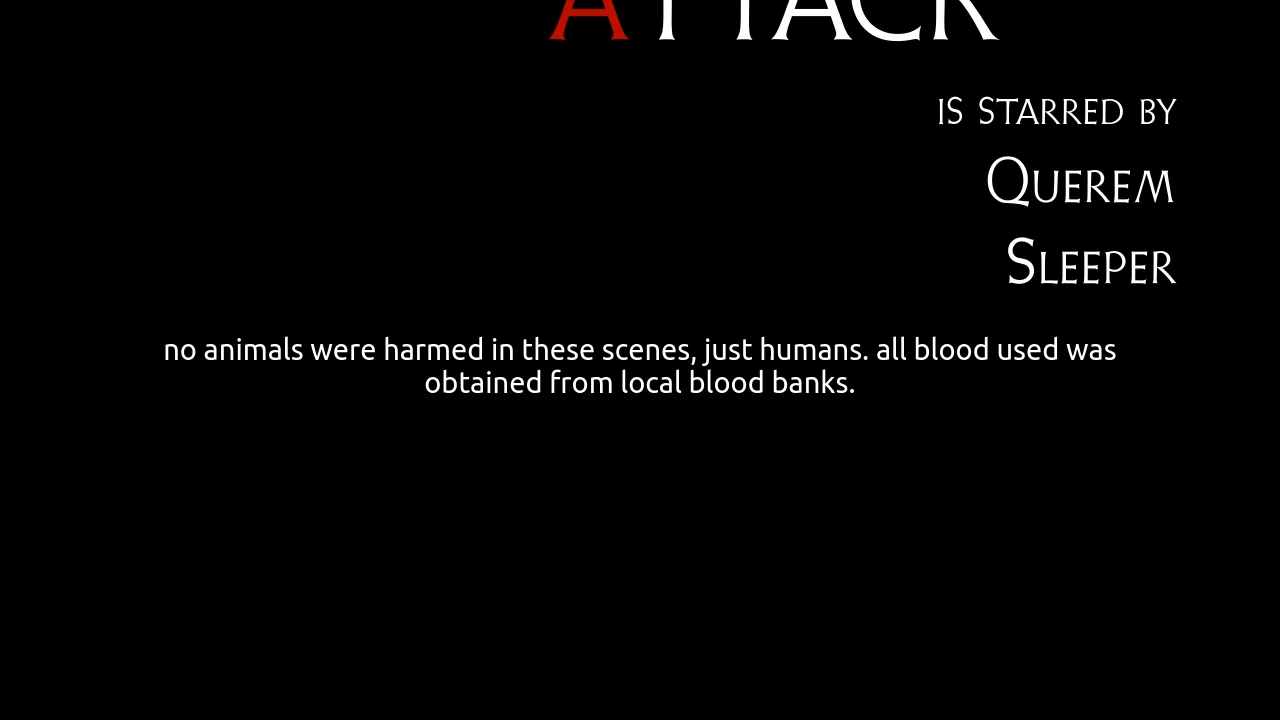 ATTACK
IS STARRED BY
QUEREM
SLEEPER
no animals were harmed in these scenes, just humans. all blood used was
obtained from local blood banks.